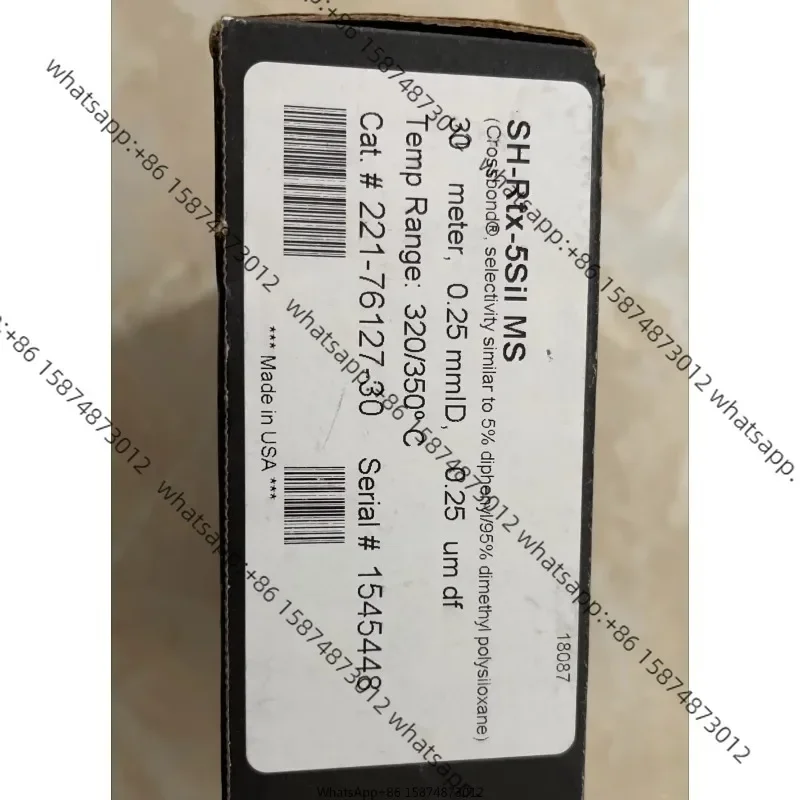 SH-Rtx-5Sil MS
(Crossbond®, selectivity similar to 5% diphenyl/95% dimethyl polysiloxane)
30 meter, 0.25 mmID, 0.25 um df
Temp Range: 320/350°C
Cat. # 221-76127-30 Serial # 1545448
*** Made in USA ***
18087
whatsapp:+86 15874873012
whatsapp:+86 15874873012
whatsapp:+86 15874873012
whatsapp:+86 15874873012
whatsapp:+86 15874873012
whatsapp:+86 15874873012
whatsapp.
p:+86 15874873012
whatsapp:+86 15874873012
whatsapp.
WhatsApp+86 15874873012